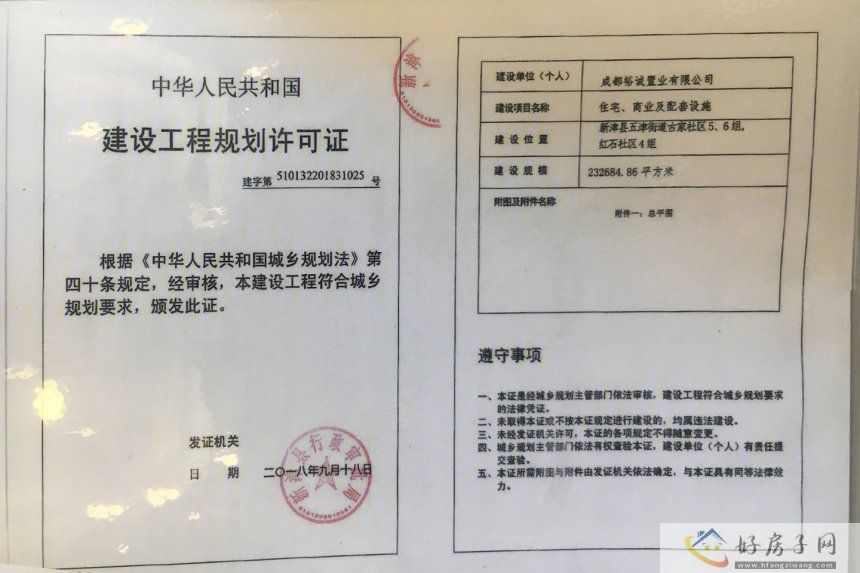 中华人民共和国
建设工程规划许可证
建字第 510132201831025 号
根据《中华人民共和国城乡规划法》第
四十条规定，经审核，本建设工程符合城乡
规划要求，颁发此证。
发证机关
日 期 二〇一八年九月十八日
新津县行政审批局
新津
建设单位（个人） 成都裕诚置业有限公司
建设项目名称 住宅、商业及配套设施
建设位置 新津县五津街道古家社区5、6组，
红石社区4组
建设规模 232684.86 平方米
附图及附件名称
附件一：总平图
遵守事项
一、本证是经城乡规划主管部门依法审核，建设工程符合城乡规划要求
的法律凭证。
二、未取得本证或不按本证规定进行建设的，均属违法建设。
三、未经发证机关许可，本证的各项规定不得随意变更。
四、城乡规划主管部门依法有权查验本证，建设单位（个人）有责任提
交查验。
五、本证所需附图与附件由发证机关依法确定，与本证具有同等法律效
力。
好房子网
www.hfangziwang.com